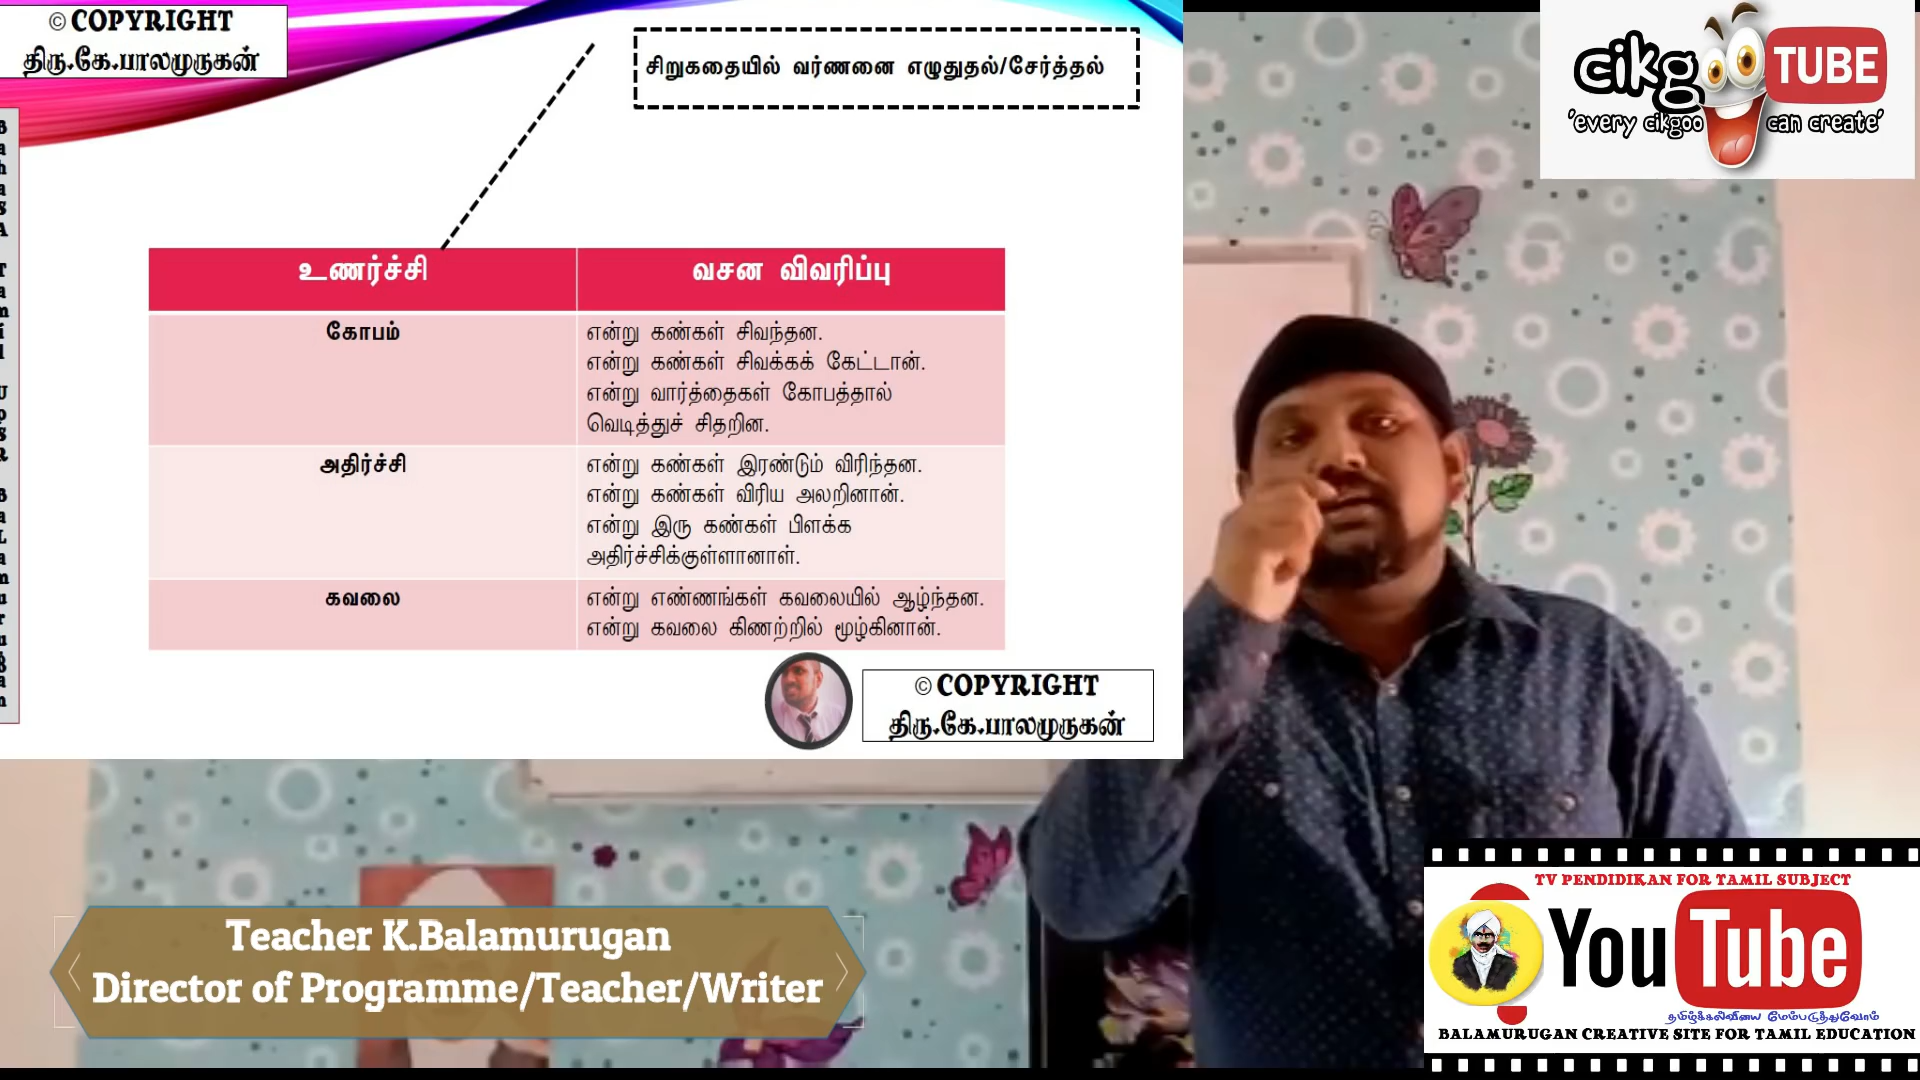 © COPYRIGHT
திரு.கே.பாலமுருகன்
சிறுகதையில் வர்ணனை எழுதுதல்/சேர்த்தல்
cikgoo TUBE
'every cikgoo can create'
உணர்ச்சி வசன விவரிப்பு
கோபம் என்று கண்கள் சிவந்தன.
என்று கண்கள் சிவக்கக் கேட்டான்.
என்று வார்த்தைகள் கோபத்தால்
வெடித்துச் சிதறின.
அதிர்ச்சி என்று கண்கள் இரண்டும் விரிந்தன.
என்று கண்கள் விரிய அலறினான்.
என்று இரு கண்கள் பிளக்க
அதிர்ச்சிக்குள்ளானாள்.
கவலை என்று எண்ணங்கள் கவலையில் ஆழ்ந்தன.
என்று கவலை கிணற்றில் மூழ்கினான்.
© COPYRIGHT
திரு.கே.பாலமுருகன்
Teacher K.Balamurugan
Director of Programme/Teacher/Writer
TV PENDIDIKAN FOR TAMIL SUBJECT
YouTube
தமிழ்க்கல்வியை மேம்படுத்துவோம்
BALAMURUGAN CREATIVE SITE FOR TAMIL EDUCATION